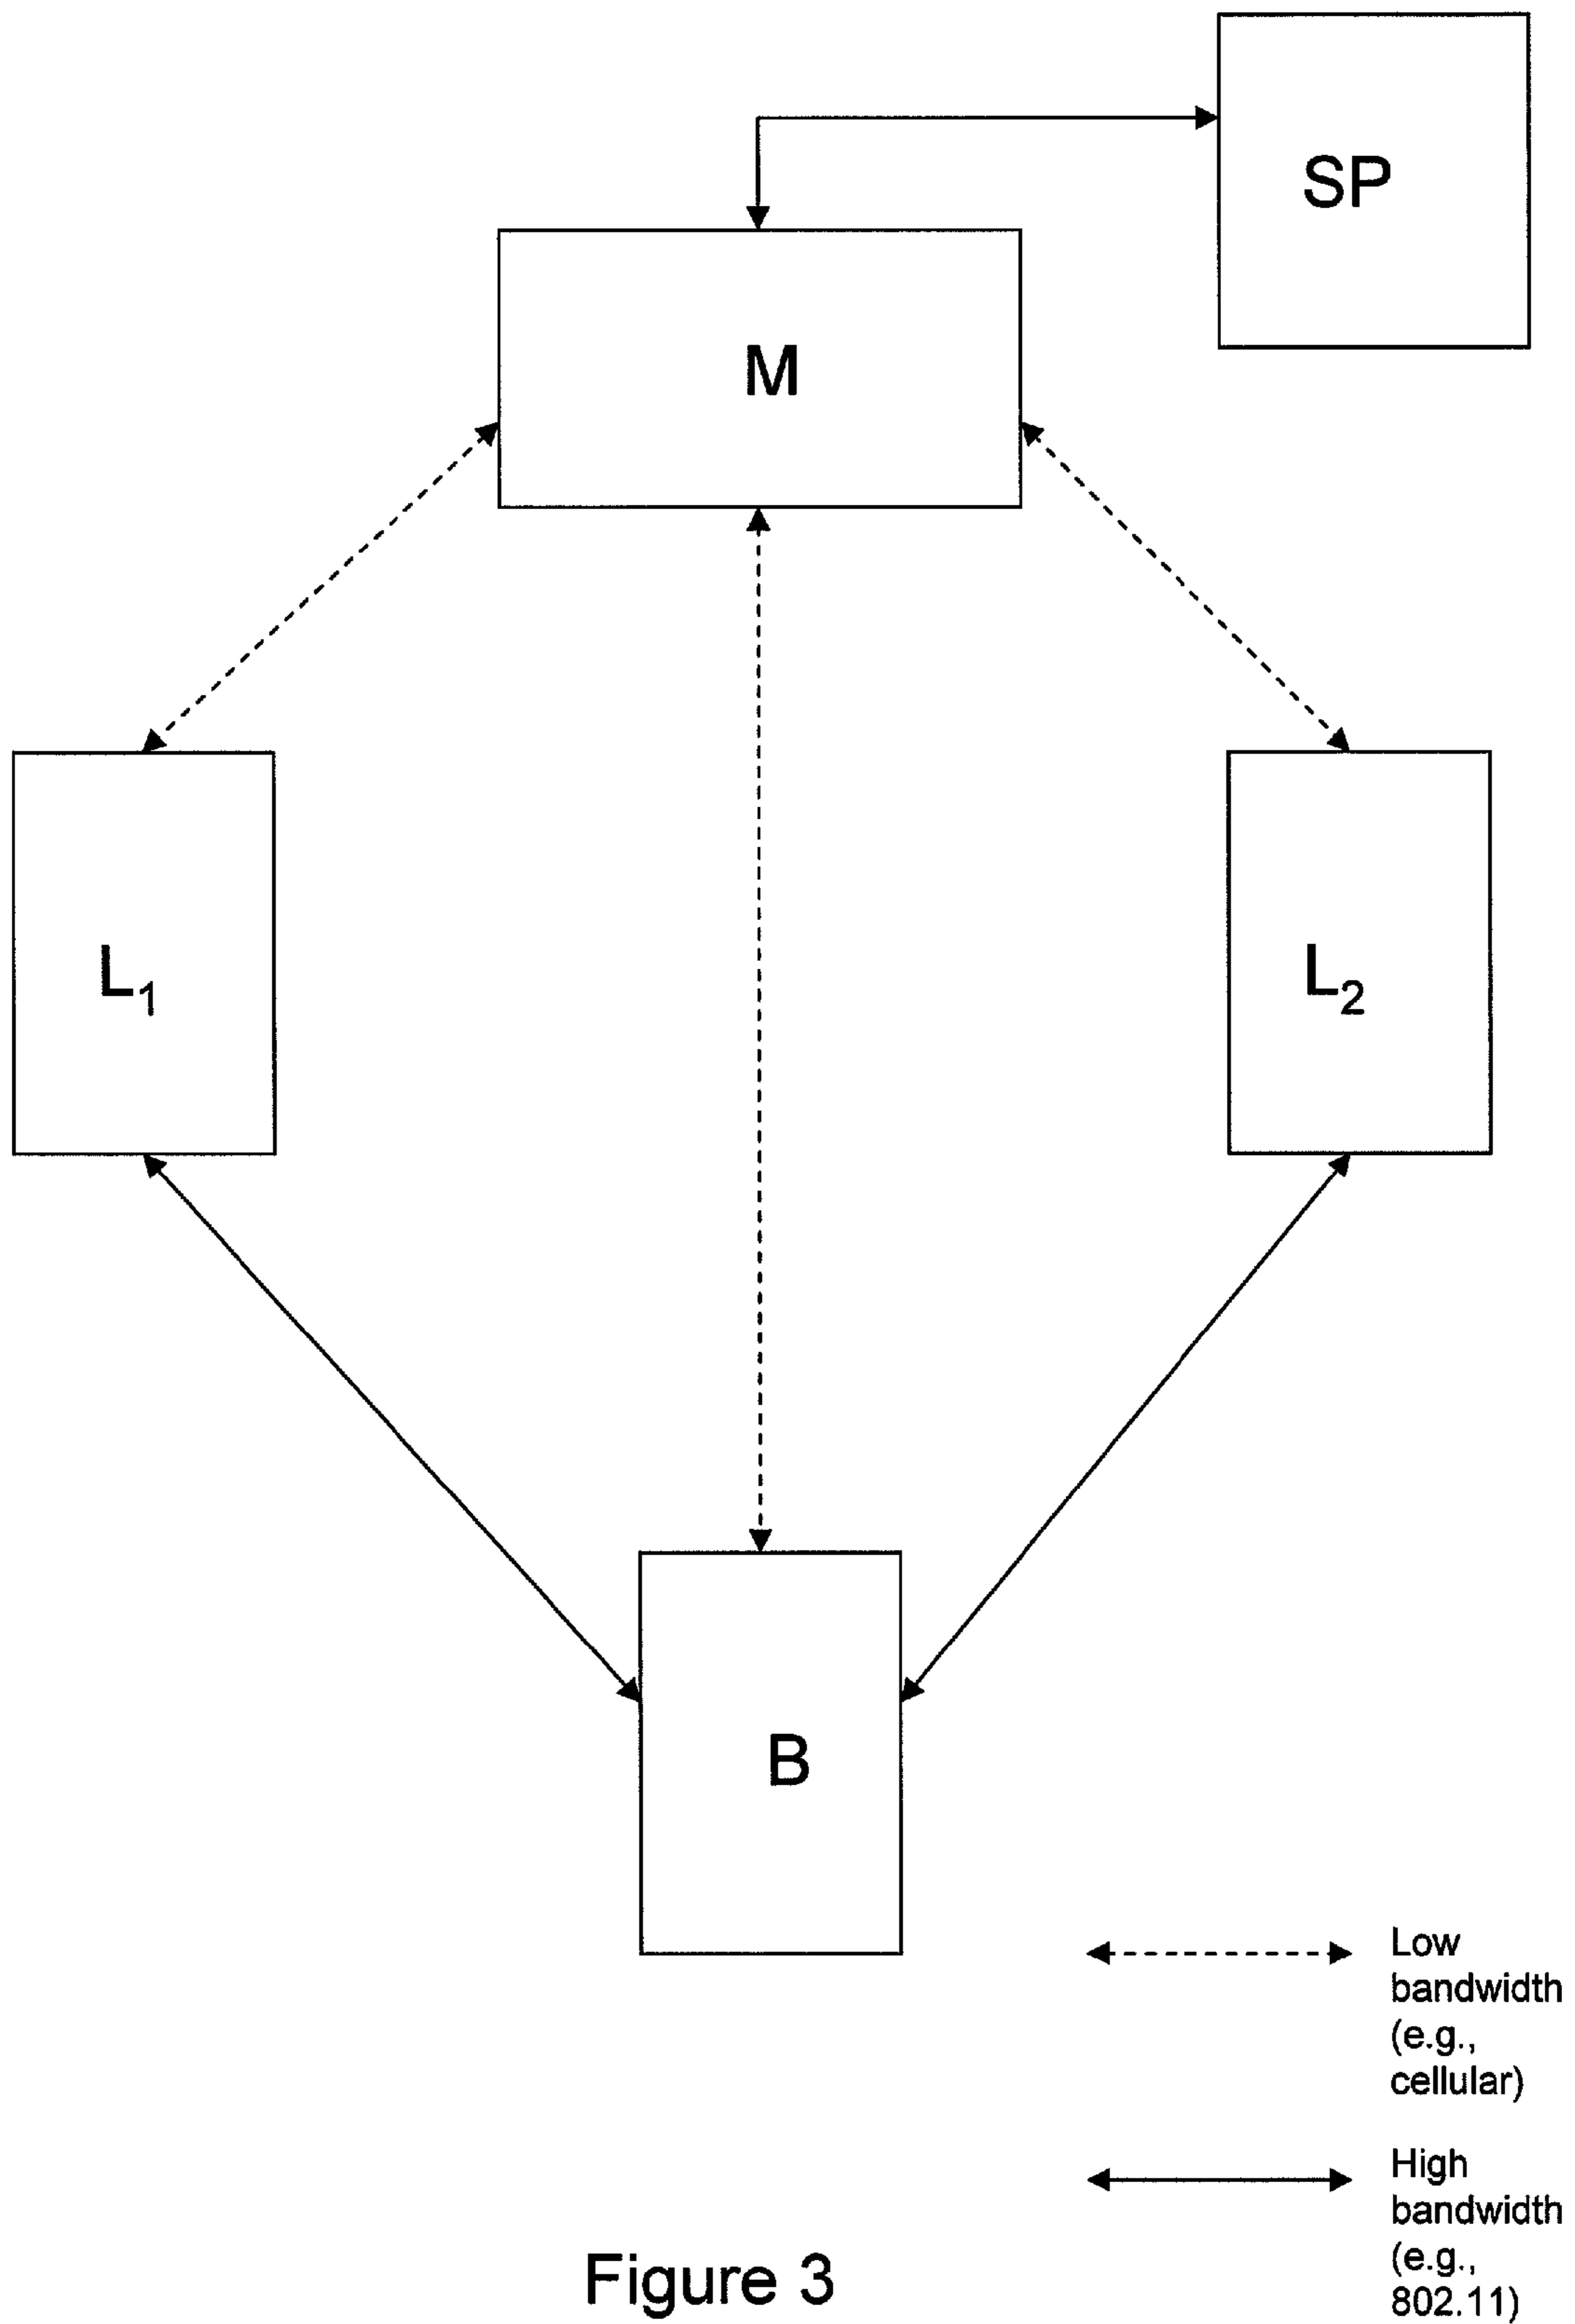 SP
M
L₁
L₂
B
Low
bandwidth
(e.g.,
cellular)
High
bandwidth
(e.g.,
802.11)
Figure 3